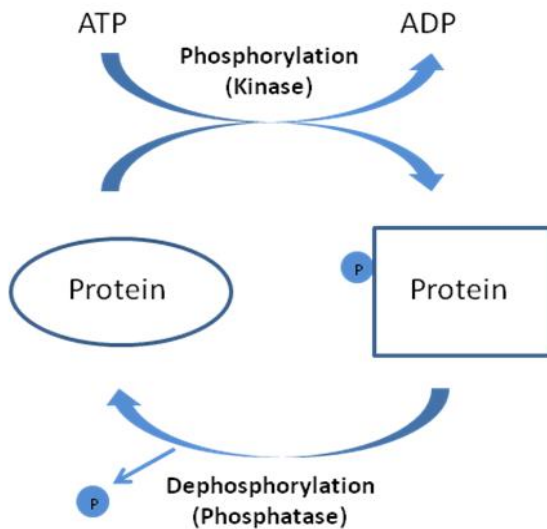 ATP
ADP
Phosphorylation
(Kinase)
P
Protein
Protein
P
Dephosphorylation
(Phosphatase)